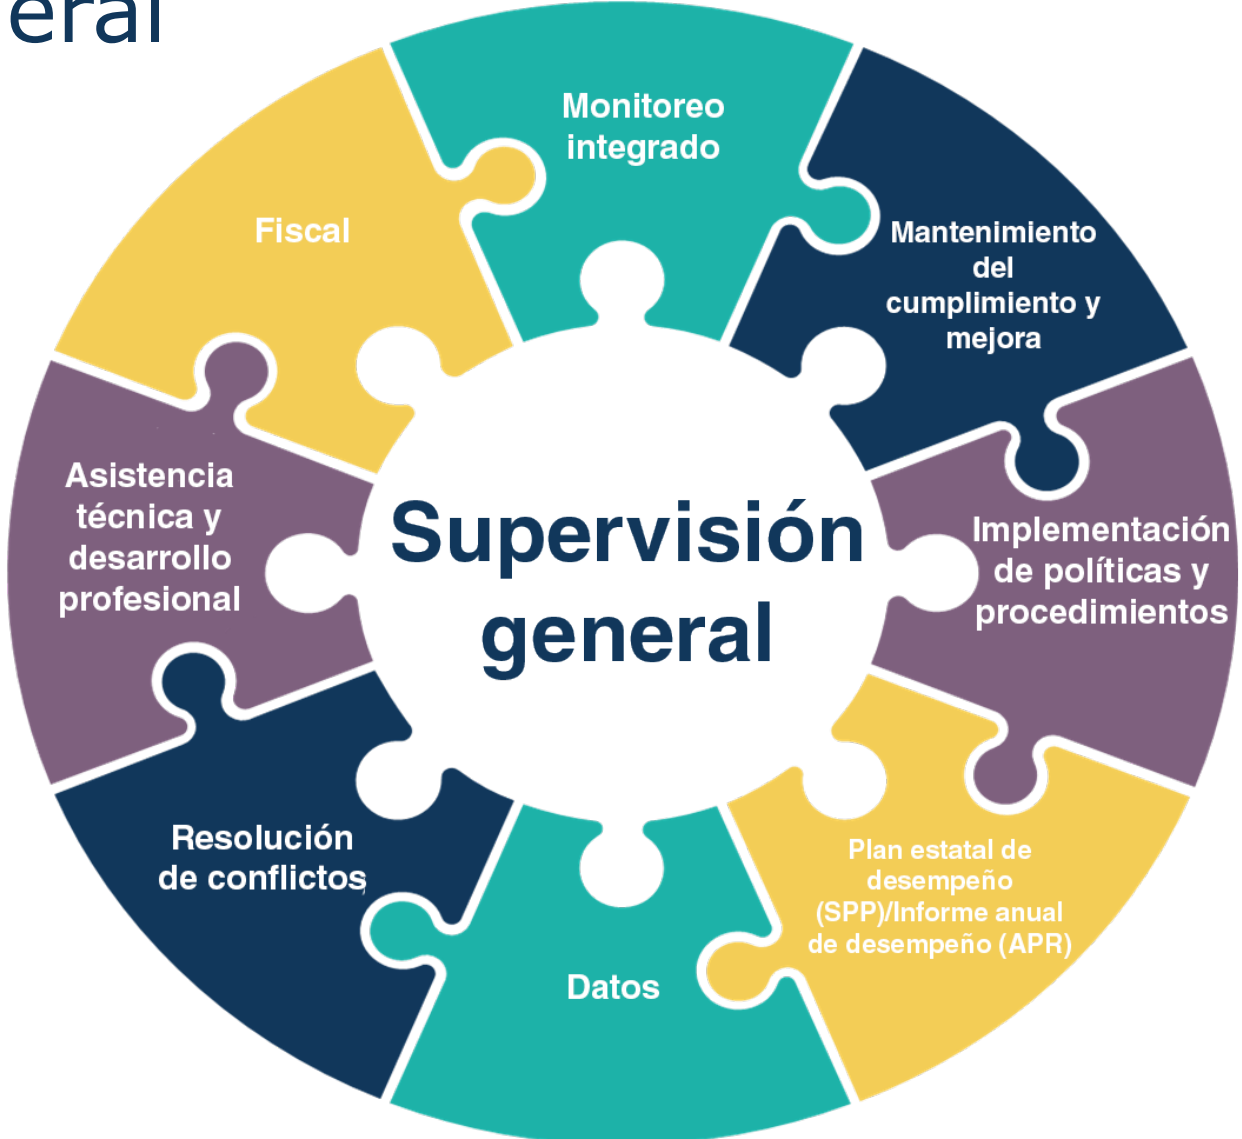 eral
Monitoreo
integrado
Mantenimiento
del
cumplimiento y
mejora
Implementación
de políticas y
procedimientos
Plan estatal de
desempeño
(SPP)/Informe anual
de desempeño (APR)
Datos
Resolución
de conflictos
Asistencia
técnica y
desarrollo
profesional
Fiscal
Supervisión
general